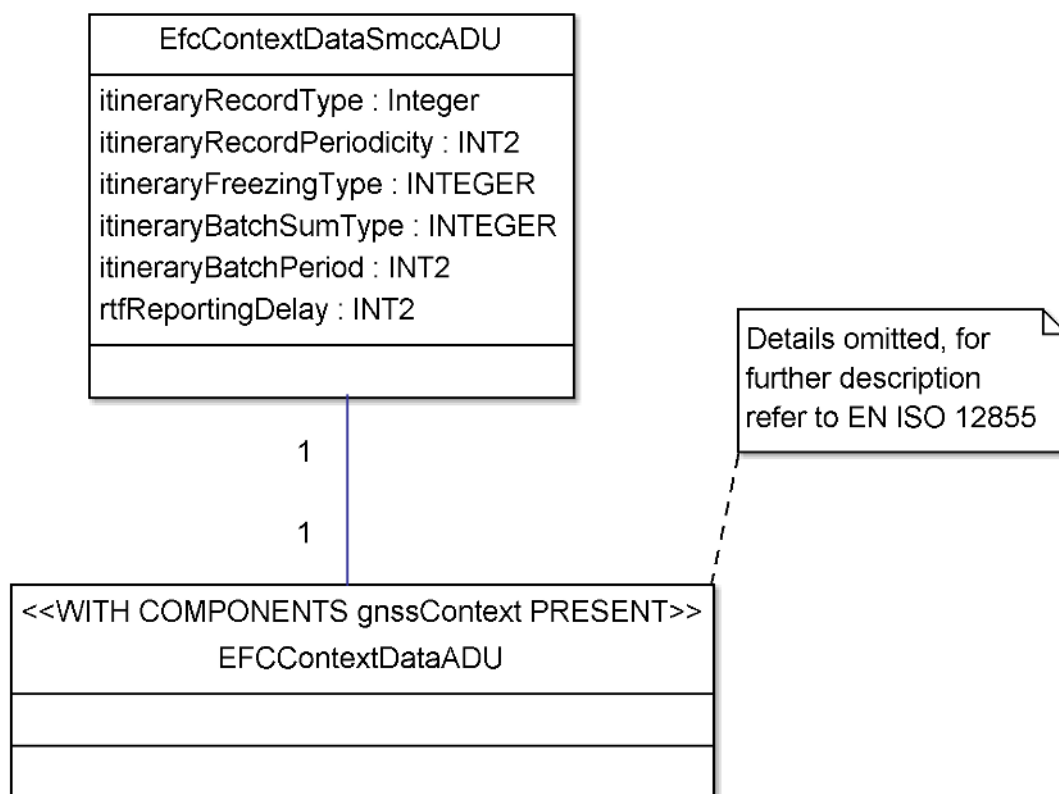 EfcContextDataSmccADU
itineraryRecordType : Integer
itineraryRecordPeriodicity : INT2
itineraryFreezingType : INTEGER
itineraryBatchSumType : INTEGER
itineraryBatchPeriod : INT2
rtfReportingDelay : INT2
Details omitted, for
further description
refer to EN ISO 12855
1
1
<<WITH COMPONENTS gnssContext PRESENT>>
EFCContextDataADU